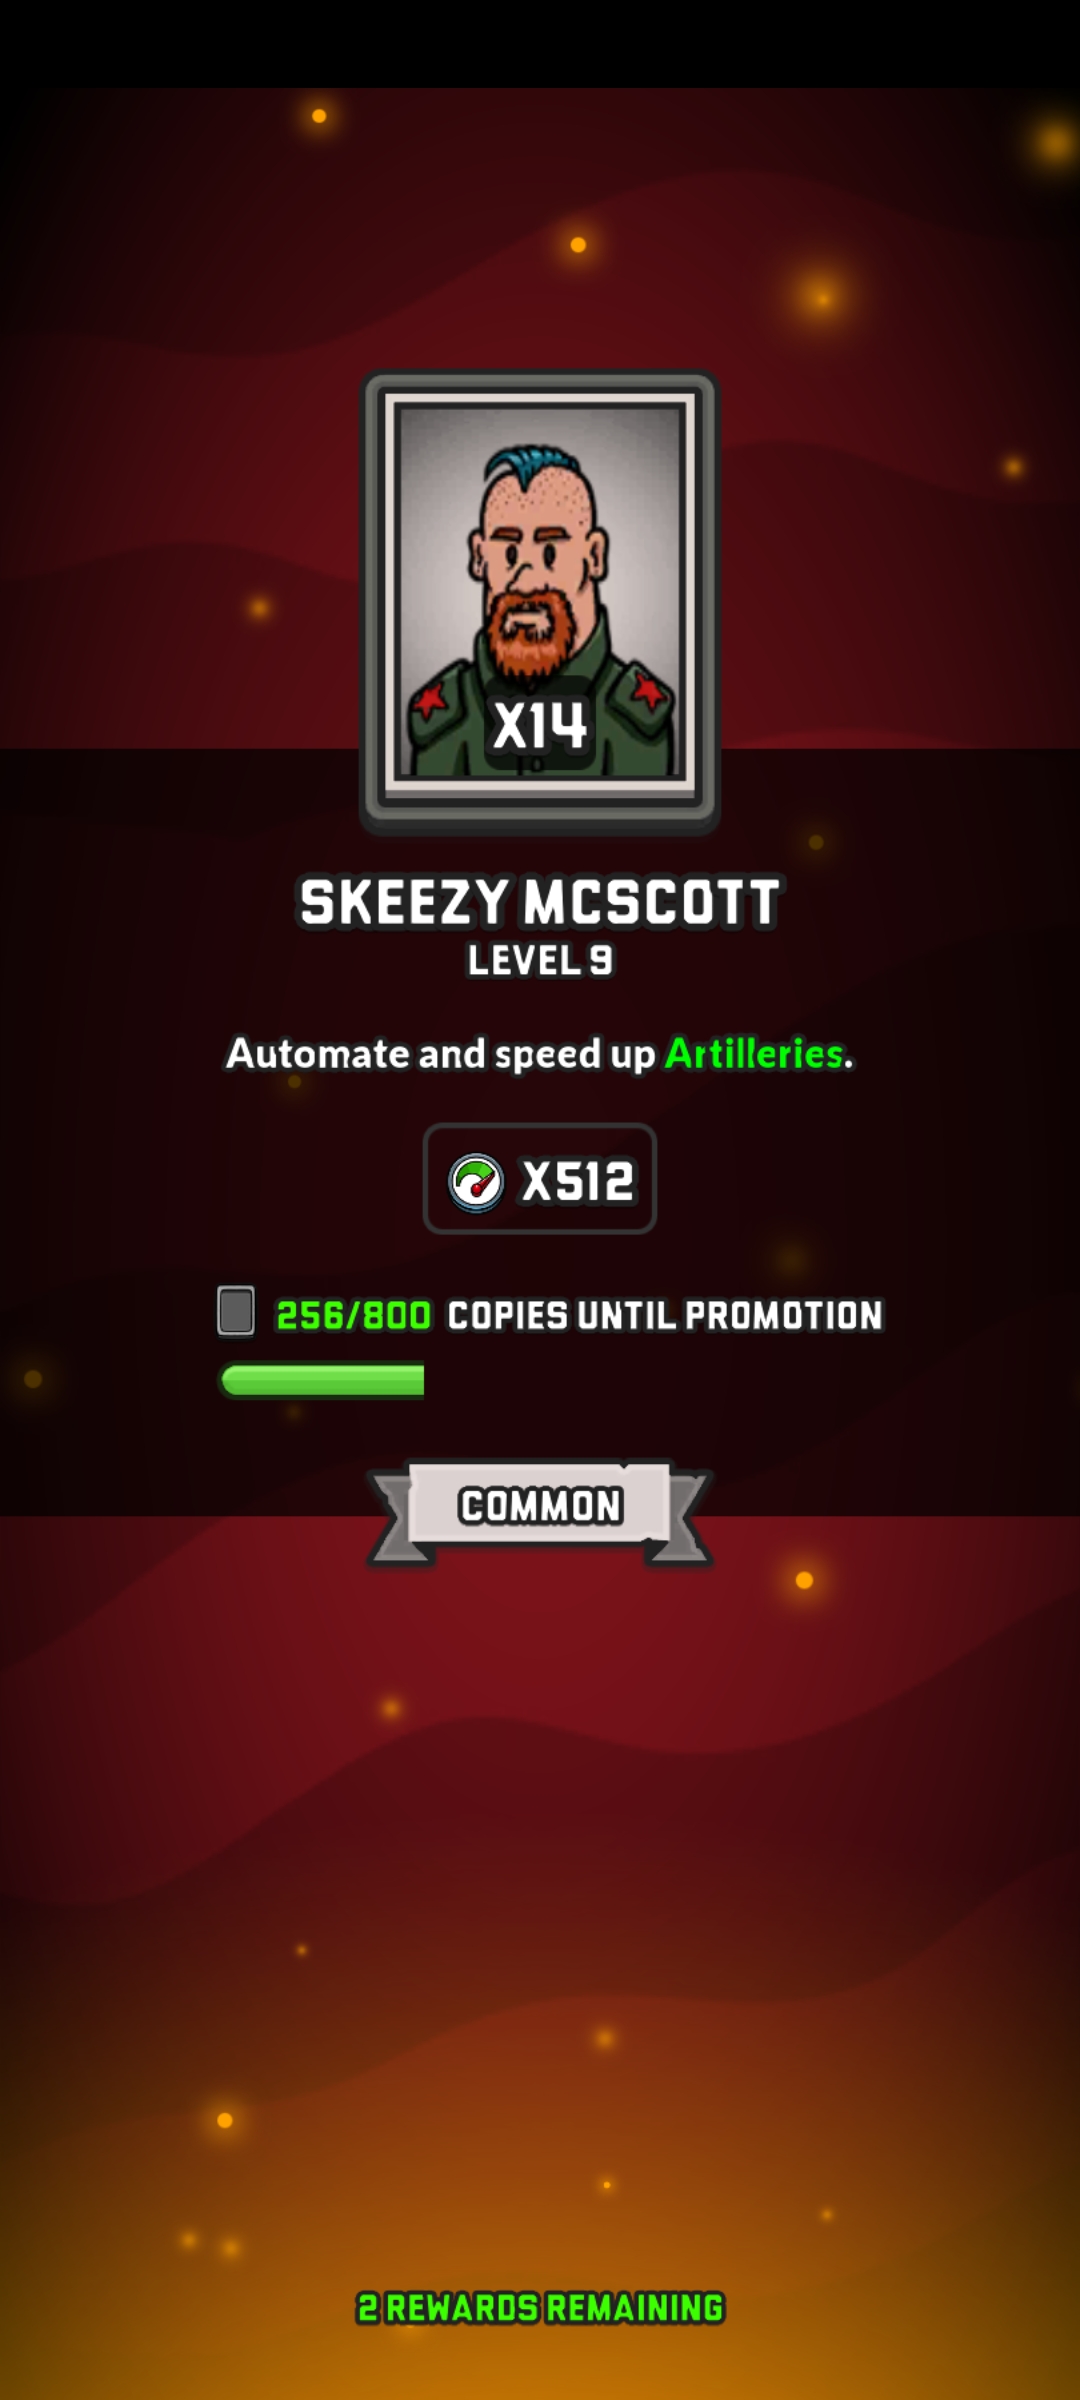 X14
SKEEZY MCSCOTT
LEVEL 9
Automate and speed up Artilleries.
X512
256/800 COPIES UNTIL PROMOTION
COMMON
2 REWARDS REMAINING